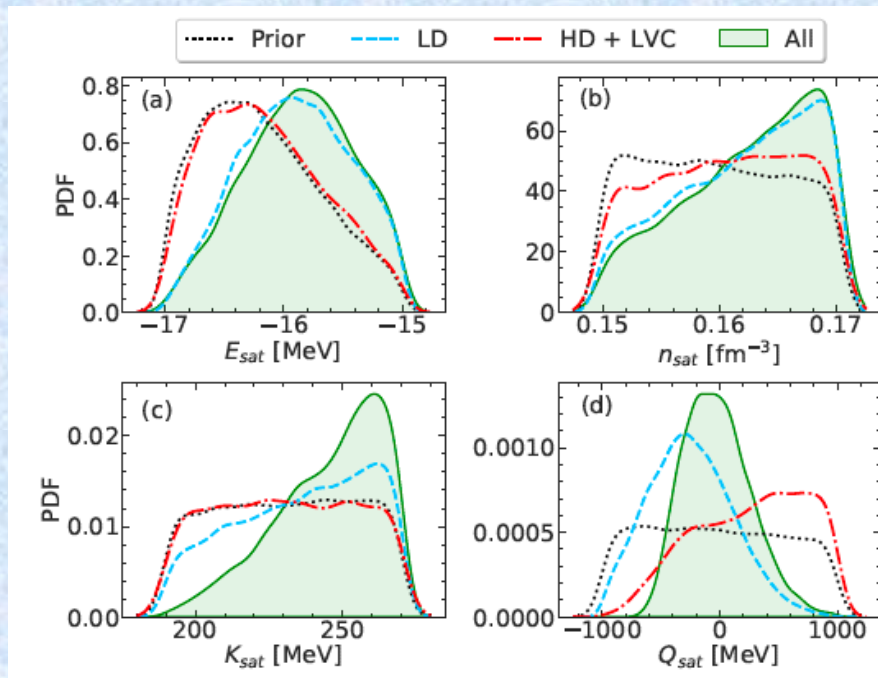 Prior LD HD + LVC All
(a) (b)
0.8
0.6
0.4
0.2
0.0
PDF
−17 −16 −15
E_sat [MeV]
60
40
20
0
0.15 0.16 0.17
n_sat [fm⁻³]
(c) (d)
0.02
0.01
0.00
PDF
200 250
K_sat [MeV]
0.0010
0.0005
0.0000
−1000 0 1000
Q_sat [MeV]